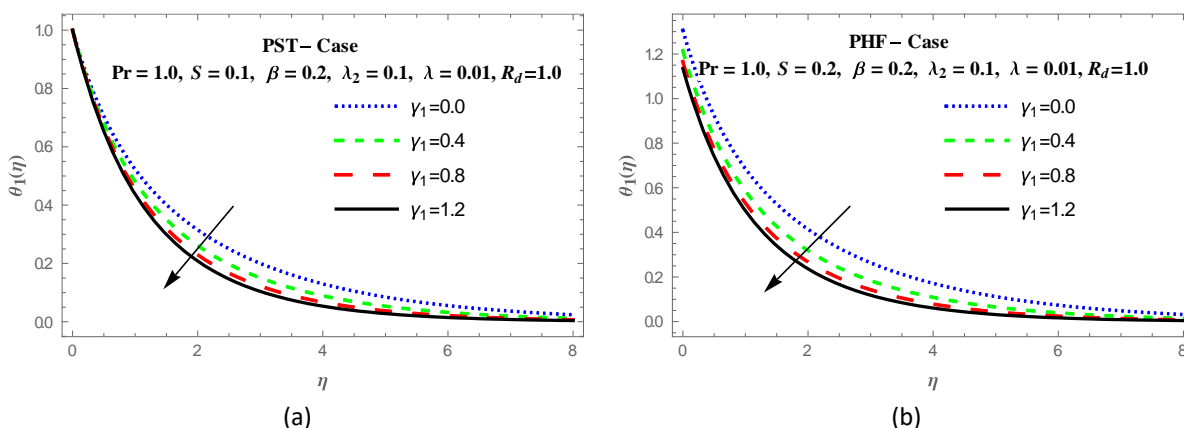 PST− Case
Pr = 1.0, S = 0.1, β = 0.2, λ2 = 0.1, λ = 0.01, Rd=1.0
γ1=0.0
γ1=0.4
γ1=0.8
γ1=1.2
θ1(η)
1.0
0.8
0.6
0.4
0.2
0.0
0 2 4 6 8
η
(a)
PHF−Case
Pr = 1.0, S = 0.2, β = 0.2, λ2 = 0.1, λ = 0.01, Rd=1.0
γ1=0.0
γ1=0.4
γ1=0.8
γ1=1.2
θ1(η)
1.2
1.0
0.8
0.6
0.4
0.2
0.0
0 2 4 6 8
η
(b)